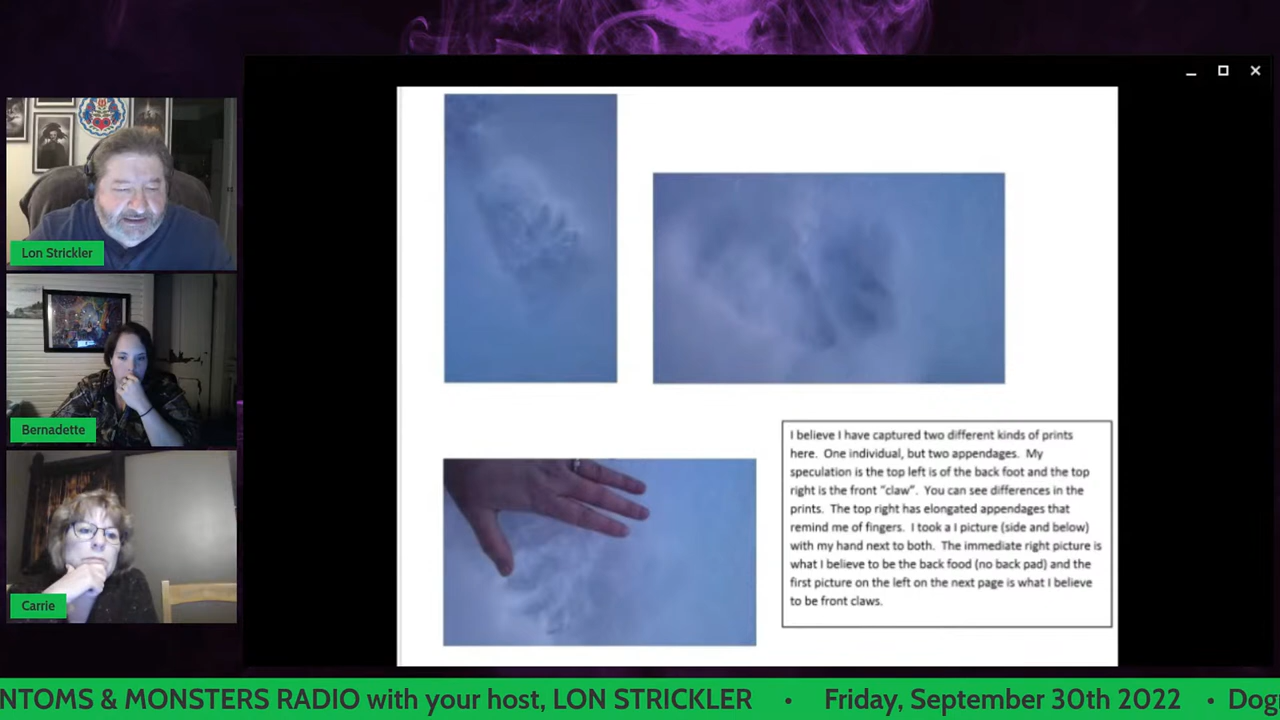 Lon Strickler
Bernadette
Carrie
I believe I have captured two different kinds of prints
here. One individual, but two appendages. My
speculation is the top left is of the back foot and the top
right is the front “claw”. You can see differences in the
prints. The top right has elongated appendages that
remind me of fingers. I took a I picture (side and below)
with my hand next to both. The immediate right picture is
what I believe to be the back food (no back pad) and the
first picture on the left on the next page is what I believe
to be front claws.
NTOMS & MONSTERS RADIO with your host, LON STRICKLER • Friday, September 30th 2022 • Dog